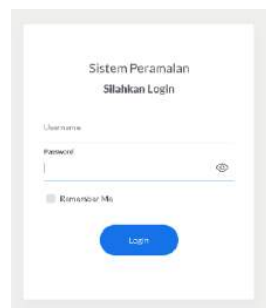 Sistem Peramalan
Silahkan Login
Username
Password
Remember Me
Login